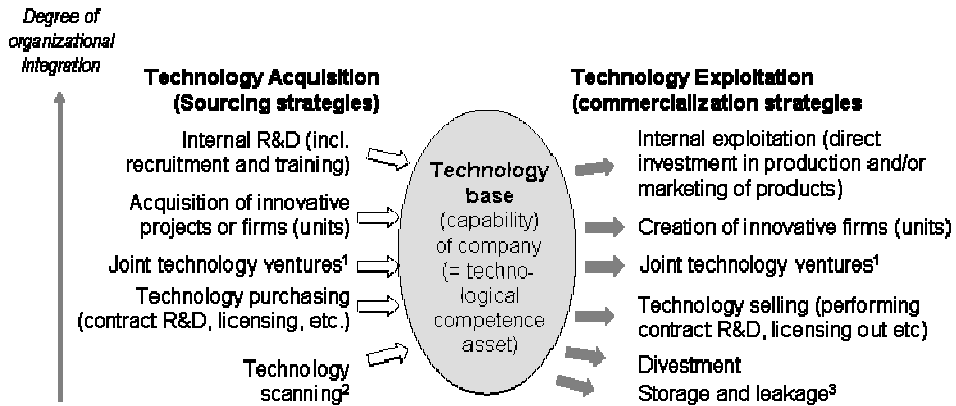 Degree of
organizational
Integration
Technology Acquisition
(Sourcing strategies)
Internal R&D (incl.
recruitment and training)
Acquisition of innovative
projects or firms (units)
Joint technology ventures¹
Technology purchasing
(contract R&D, licensing, etc.)
Technology
scanning²
Technology
base
(capability)
of company
(= techno-
logical
competence
asset)
Technology Exploitation
(commercialization strategies
Internal exploitation (direct
investment in production and/or
marketing of products)
Creation of innovative firms (units)
Joint technology ventures¹
Technology selling (performing
contract R&D, licensing out etc)
Divestment
Storage and leakage³